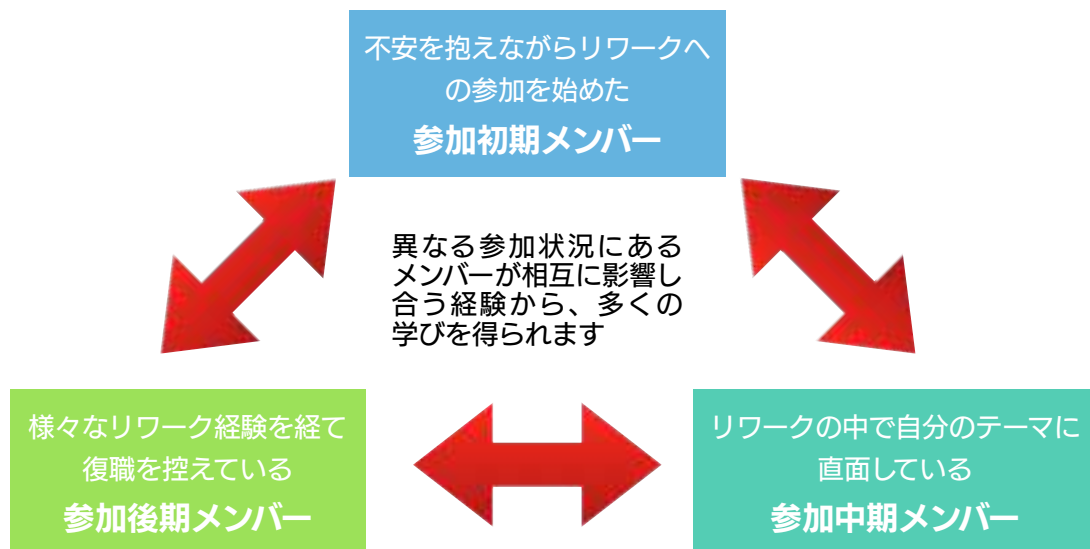 不安を抱えながらリワークへ
の参加を始めた
参加初期メンバー
異なる参加状況にある
メンバーが相互に影響し
合う経験から、多くの
学びを得られます
様々なリワーク経験を経て
復職を控えている
参加後期メンバー
リワークの中で自分のテーマに
直面している
参加中期メンバー